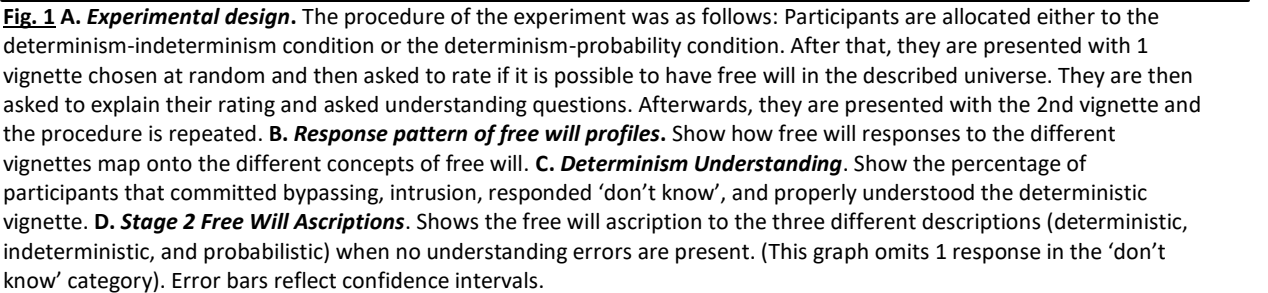 Fig. 1 A. Experimental design. The procedure of the experiment was as follows: Participants are allocated either to the
determinism-indeterminism condition or the determinism-probability condition. After that, they are presented with 1
vignette chosen at random and then asked to rate if it is possible to have free will in the described universe. They are then
asked to explain their rating and asked understanding questions. Afterwards, they are presented with the 2nd vignette and
the procedure is repeated. B. Response pattern of free will profiles. Show how free will responses to the different
vignettes map onto the different concepts of free will. C. Determinism Understanding. Show the percentage of
participants that committed bypassing, intrusion, responded ‘don’t know’, and properly understood the deterministic
vignette. D. Stage 2 Free Will Ascriptions. Shows the free will ascription to the three different descriptions (deterministic,
indeterministic, and probabilistic) when no understanding errors are present. (This graph omits 1 response in the ‘don’t
know’ category). Error bars reflect confidence intervals.